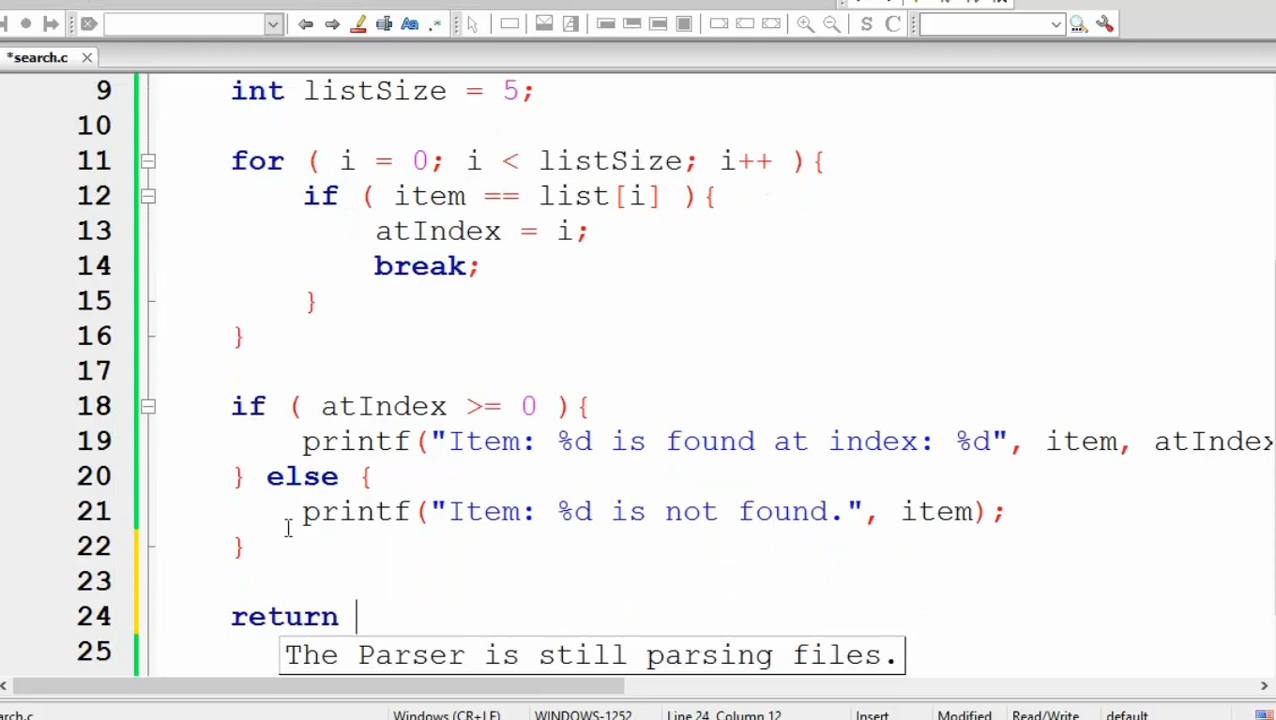 Aa
.*
S C
*search.c
9 int listSize = 5;
10
11 for ( i = 0; i < listSize; i++ ){
12 if ( item == list[i] ){
13 atIndex = i;
14 break;
15 }
16 }
17
18 if ( atIndex >= 0 ){
19 printf("Item: %d is found at index: %d", item, atIndex
20 } else {
21 printf("Item: %d is not found.", item);
22 }
23
24 return
25 The Parser is still parsing files.
arch.c Windows (CR+LF) WINDOWS-1252 Line 24, Column 12 Insert Modified Read/Write default